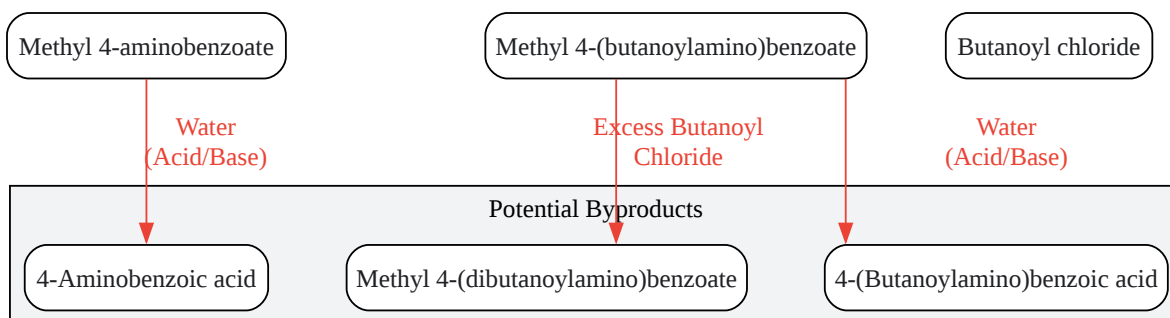 Methyl 4-aminobenzoate
Methyl 4-(butanoylamino)benzoate
Butanoyl chloride
Water
(Acid/Base)
Excess Butanoyl
Chloride
Water
(Acid/Base)
Potential Byproducts
4-Aminobenzoic acid
Methyl 4-(dibutanoylamino)benzoate
4-(Butanoylamino)benzoic acid